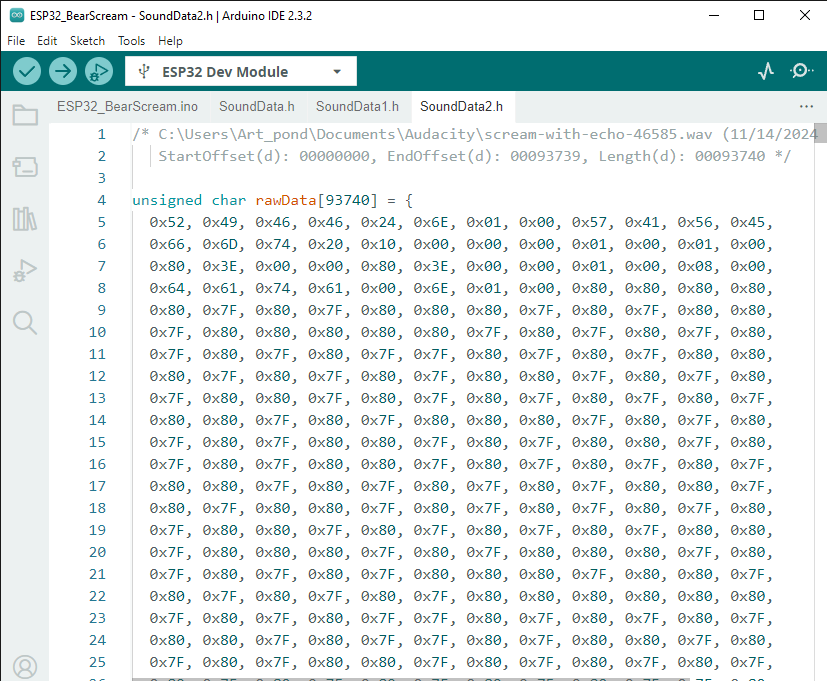 ESP32_BearScream - SoundData2.h | Arduino IDE 2.3.2
File Edit Sketch Tools Help
ESP32 Dev Module
ESP32_BearScream.ino SoundData.h SoundData1.h SoundData2.h ...
1 /* C:\Users\Art_pond\Documents\Audacity\scream-with-echo-46585.wav (11/14/2024
2 StartOffset(d): 00000000, EndOffset(d): 00093739, Length(d): 00093740 */
3
4 unsigned char rawData[93740] = {
5 0x52, 0x49, 0x46, 0x46, 0x24, 0x6E, 0x01, 0x00, 0x57, 0x41, 0x56, 0x45,
6 0x66, 0x6D, 0x74, 0x20, 0x10, 0x00, 0x00, 0x00, 0x01, 0x00, 0x01, 0x00,
7 0x80, 0x3E, 0x00, 0x00, 0x80, 0x3E, 0x00, 0x00, 0x01, 0x00, 0x08, 0x00,
8 0x64, 0x61, 0x74, 0x61, 0x00, 0x6E, 0x01, 0x00, 0x80, 0x80, 0x80, 0x80,
9 0x80, 0x7F, 0x80, 0x7F, 0x80, 0x80, 0x80, 0x7F, 0x80, 0x7F, 0x80, 0x80,
10 0x7F, 0x80, 0x80, 0x80, 0x80, 0x80, 0x7F, 0x80, 0x7F, 0x80, 0x7F, 0x80,
11 0x7F, 0x80, 0x7F, 0x80, 0x7F, 0x7F, 0x80, 0x7F, 0x80, 0x7F, 0x80, 0x80,
12 0x80, 0x7F, 0x80, 0x7F, 0x80, 0x7F, 0x80, 0x80, 0x7F, 0x80, 0x7F, 0x80,
13 0x7F, 0x80, 0x80, 0x7F, 0x80, 0x7F, 0x80, 0x7F, 0x80, 0x7F, 0x80, 0x7F,
14 0x80, 0x80, 0x7F, 0x80, 0x7F, 0x80, 0x80, 0x80, 0x7F, 0x80, 0x7F, 0x80,
15 0x7F, 0x80, 0x7F, 0x80, 0x80, 0x7F, 0x80, 0x7F, 0x80, 0x80, 0x7F, 0x80,
16 0x7F, 0x80, 0x7F, 0x80, 0x80, 0x7F, 0x80, 0x7F, 0x80, 0x7F, 0x80, 0x7F,
17 0x80, 0x80, 0x7F, 0x80, 0x7F, 0x80, 0x7F, 0x80, 0x7F, 0x80, 0x80, 0x7F,
18 0x80, 0x7F, 0x80, 0x80, 0x80, 0x7F, 0x80, 0x7F, 0x80, 0x80, 0x7F, 0x80,
19 0x7F, 0x80, 0x80, 0x7F, 0x80, 0x7F, 0x80, 0x7F, 0x80, 0x7F, 0x80, 0x7F,
20 0x7F, 0x80, 0x80, 0x80, 0x7F, 0x80, 0x7F, 0x80, 0x80, 0x80, 0x7F, 0x80,
21 0x7F, 0x80, 0x7F, 0x80, 0x7F, 0x80, 0x80, 0x80, 0x7F, 0x80, 0x80, 0x7F,
22 0x80, 0x7F, 0x80, 0x7F, 0x80, 0x7F, 0x80, 0x80, 0x80, 0x80, 0x80, 0x80,
23 0x7F, 0x80, 0x7F, 0x80, 0x7F, 0x80, 0x80, 0x7F, 0x80, 0x7F, 0x80, 0x7F,
24 0x80, 0x80, 0x7F, 0x80, 0x7F, 0x7F, 0x80, 0x7F, 0x80, 0x80, 0x7F, 0x80,
25 0x7F, 0x80, 0x7F, 0x80, 0x80, 0x7F, 0x80, 0x7F, 0x80, 0x7F, 0x80, 0x7F,